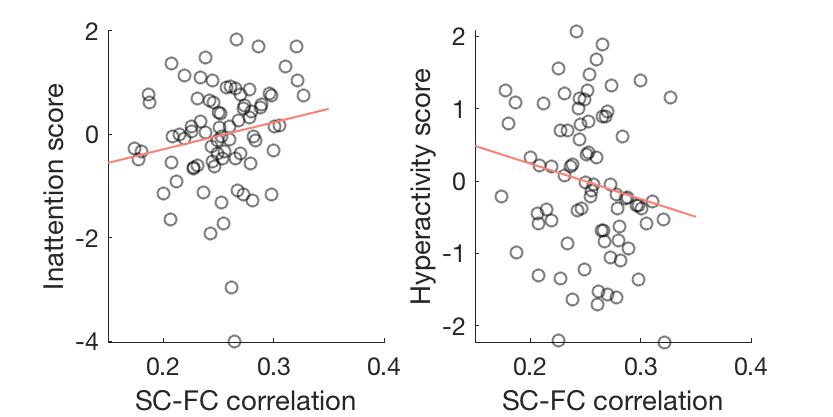 Inattention score
2
0
-2
-4
0.2 0.3 0.4
SC-FC correlation
Hyperactivity score
2
1
0
-1
-2
0.2 0.3 0.4
SC-FC correlation